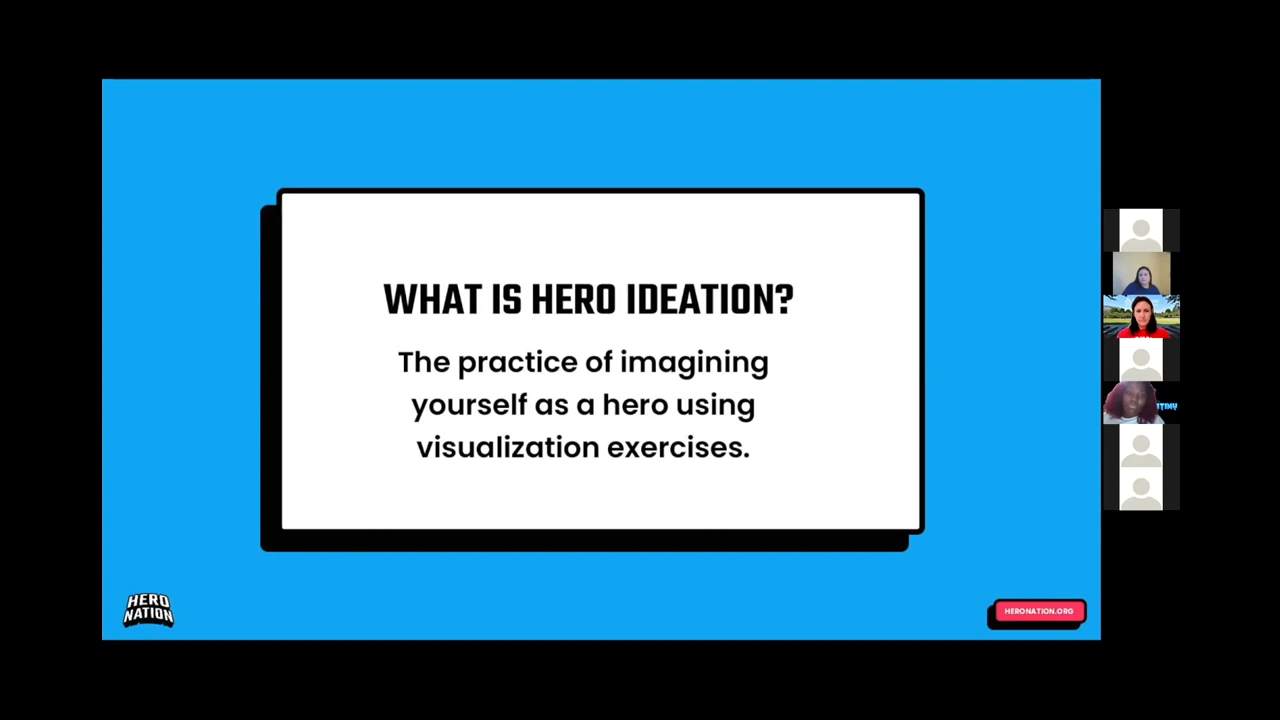 WHAT IS HERO IDEATION?
The practice of imagining
yourself as a hero using
visualization exercises.
HERO
NATION
HERONATION.ORG